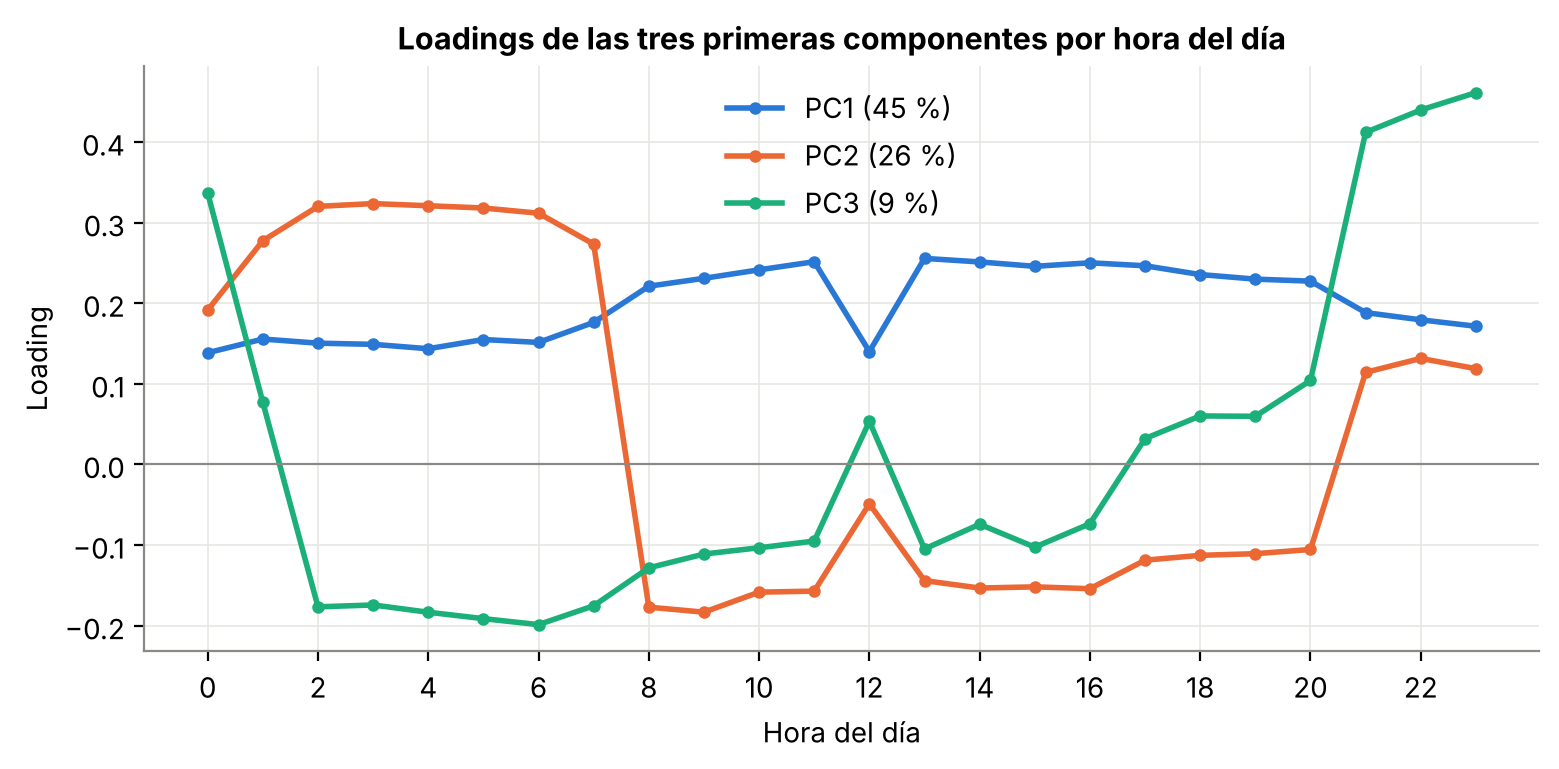 Loadings de las tres primeras componentes por hora del día
PC1 (45 %)
PC2 (26 %)
PC3 (9 %)
Loading
0.4
0.3
0.2
0.1
0.0
−0.1
−0.2
0 2 4 6 8 10 12 14 16 18 20 22
Hora del día